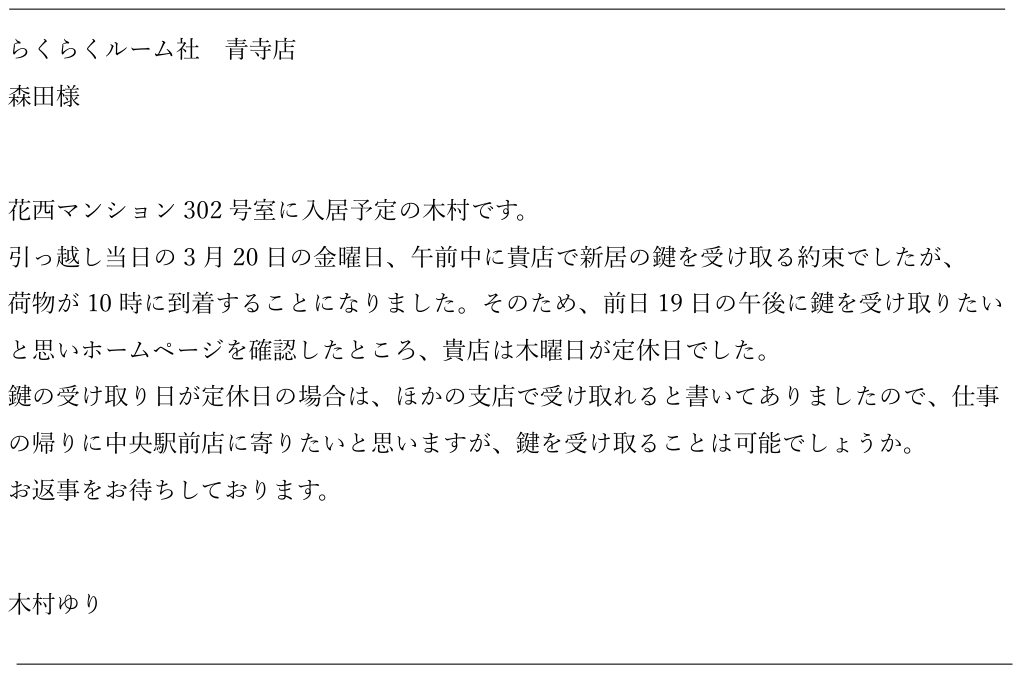 らくらくルーム社　青寺店
森田様
花西マンション 302 号室に入居予定の木村です。
引っ越し当日の 3 月 20 日の金曜日、午前中に貴店で新居の鍵を受け取る約束でしたが、
荷物が 10 時に到着することになりました。そのため、前日 19 日の午後に鍵を受け取りたい
と思いホームページを確認したところ、貴店は木曜日が定休日でした。
鍵の受け取り日が定休日の場合は、ほかの支店で受け取れると書いてありましたので、仕事
の帰りに中央駅前店に寄りたいと思いますが、鍵を受け取ることは可能でしょうか。
お返事をお待ちしております。
木村ゆり